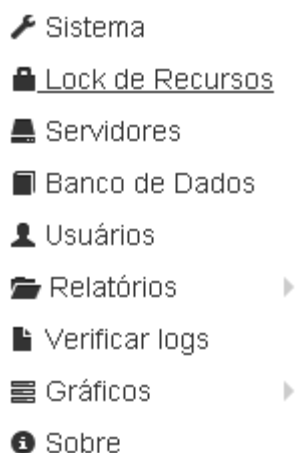 Sistema
Lock de Recursos
Servidores
Banco de Dados
Usuários
Relatórios
Verificar logs
Gráficos
Sobre